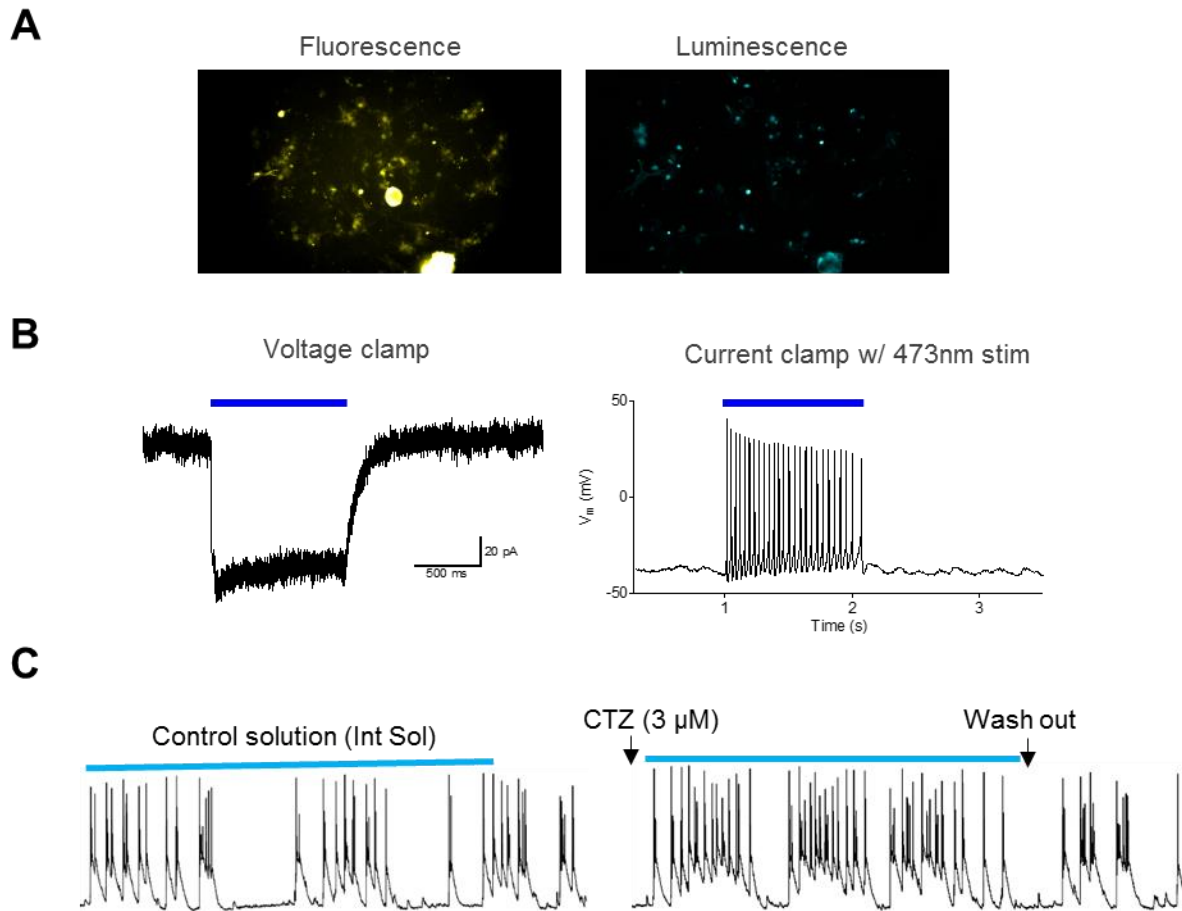 A
Fluorescence
Luminescence
B
Voltage clamp
Current clamp w/ 473nm stim
20 pA
500 ms
50
0
-50
Vm (mV)
1
2
3
Time (s)
C
Control solution (Int Sol)
CTZ (3 µM)
Wash out